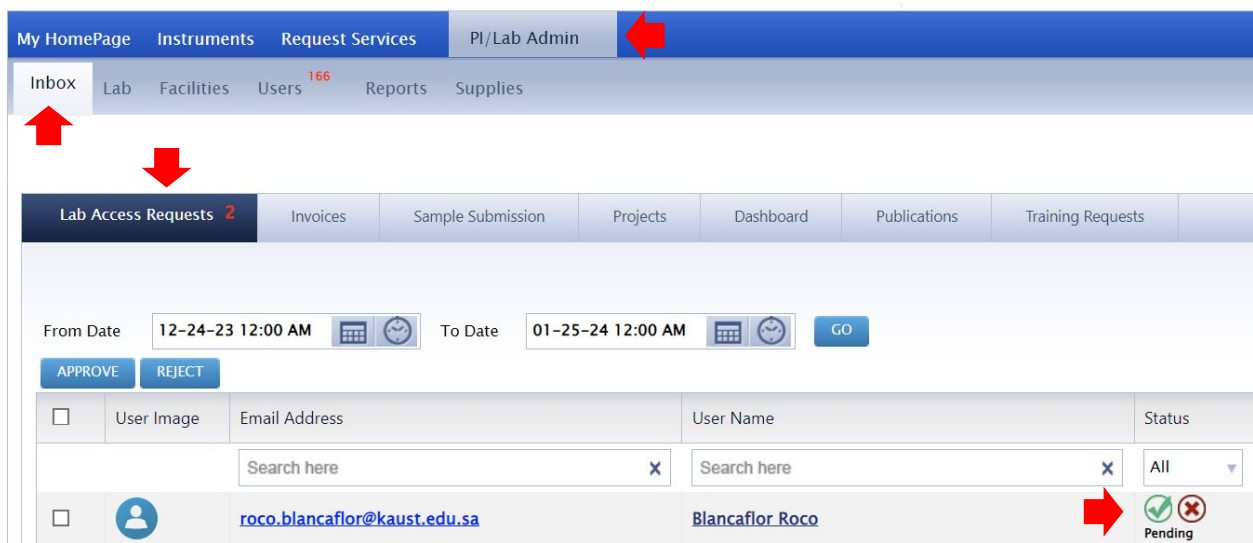 My HomePage Instruments Request Services PI/Lab Admin
Inbox Lab Facilities Users 166 Reports Supplies
Lab Access Requests 2 Invoices Sample Submission Projects Dashboard Publications Training Requests
From Date 12-24-23 12:00 AM To Date 01-25-24 12:00 AM GO
APPROVE REJECT
User Image Email Address User Name Status
Search here x Search here x All
roco.blancaflor@kaust.edu.sa Blancaflor Roco
Pending